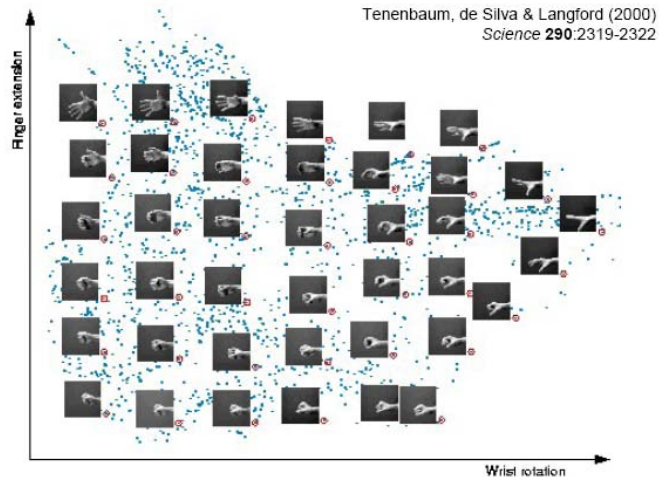 Tenenbaum, de Silva & Langford (2000)
Science 290:2319-2322
Finger extension
Wrist rotation